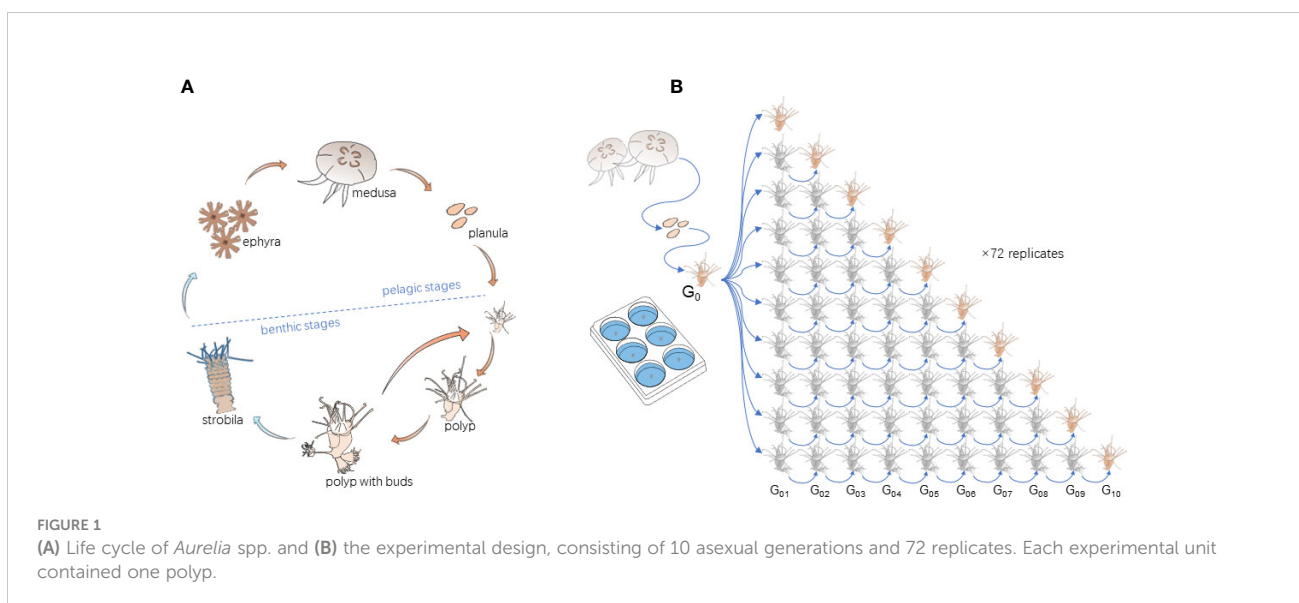 A
B
medusa
ephyra
planula
pelagic stages
benthic stages
strobila
polyp
polyp with buds
G0
×72 replicates
G01 G02 G03 G04 G05 G06 G07 G08 G09 G10
FIGURE 1
(A) Life cycle of Aurelia spp. and (B) the experimental design, consisting of 10 asexual generations and 72 replicates. Each experimental unit
contained one polyp.